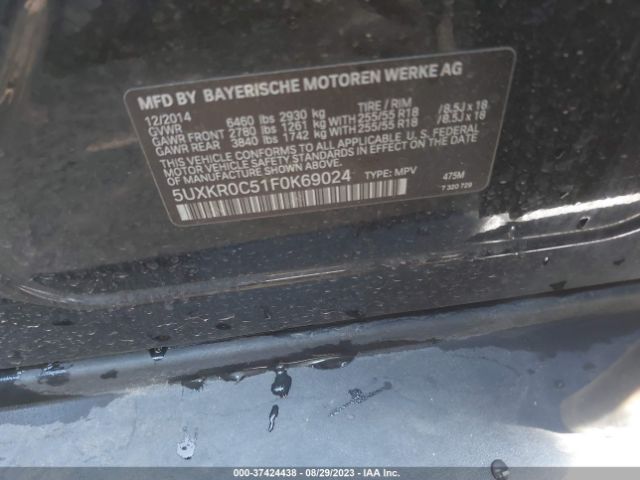 MFD BY BAYERISCHE MOTOREN WERKE AG
12/2014 TIRE / RIM
GVWR 6460 lbs 2930 kg
GAWR FRONT 2780 lbs 1261 kg WITH 255/55 R18 /8.5J x 18
GAWR REAR 3840 lbs 1742 kg WITH 255/55 R18 /8.5J x 18
THIS VEHICLE CONFORMS TO ALL APPLICABLE U.S. FEDERAL
SAFETY STANDARDS IN EFFECT ON THE
DATE OF MANUFACTURE SHOWN ABOVE.
5UXKR0C51F0K69024 TYPE: MPV 475M
7 320 729
000-37424438 - 08/29/2023 - IAA Inc.